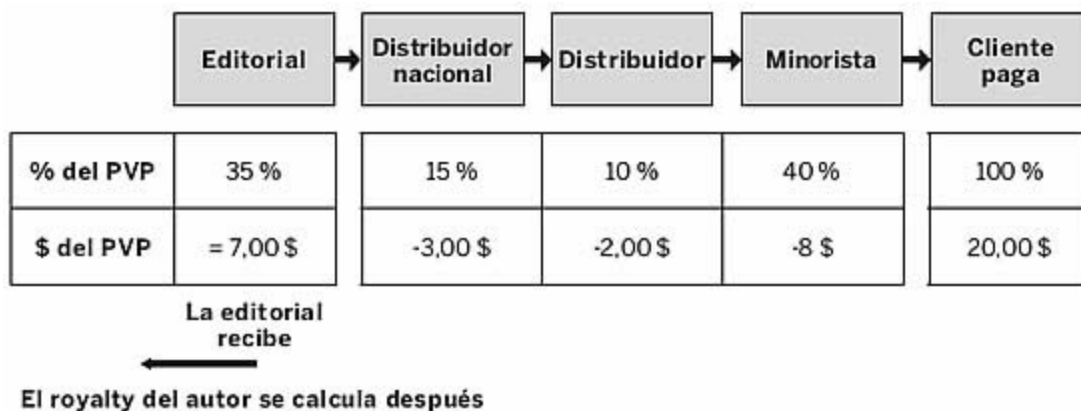 Editorial
Distribuidor
nacional
Distribuidor
Minorista
Cliente
paga
% del PVP 35 % 15 % 10 % 40 % 100 %
$ del PVP = 7,00 $ -3,00 $ -2,00 $ -8 $ 20,00 $
La editorial
recibe
El royalty del autor se calcula después